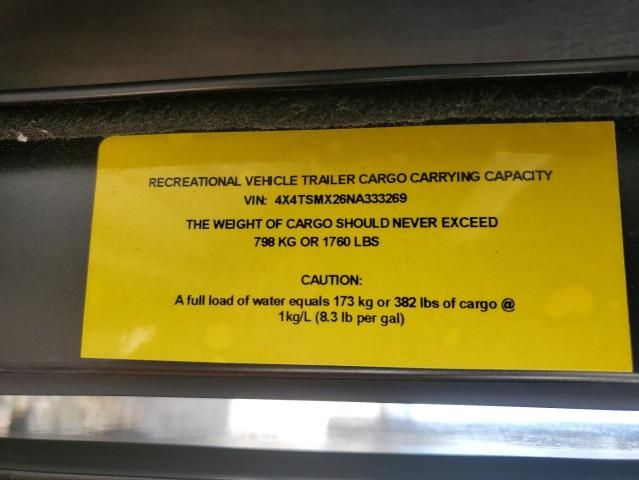 RECREATIONAL VEHICLE TRAILER CARGO CARRYING CAPACITY
VIN: 4X4TSMX26NA333269
THE WEIGHT OF CARGO SHOULD NEVER EXCEED
798 KG OR 1760 LBS
CAUTION:
A full load of water equals 173 kg or 382 lbs of cargo @
1kg/L (8.3 lb per gal)